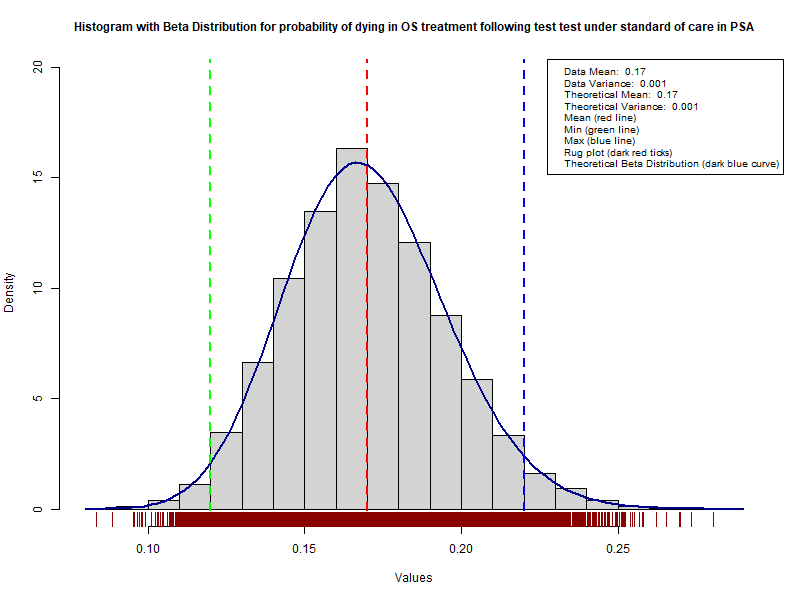 Histogram with Beta Distribution for probability of dying in OS treatment following test test under standard of care in PSA
Data Mean: 0.17
Data Variance: 0.001
Theoretical Mean: 0.17
Theoretical Variance: 0.001
Mean (red line)
Min (green line)
Max (blue line)
Rug plot (dark red ticks)
Theoretical Beta Distribution (dark blue curve)
Density
20
15
10
5
0
0.10 0.15 0.20 0.25
Values